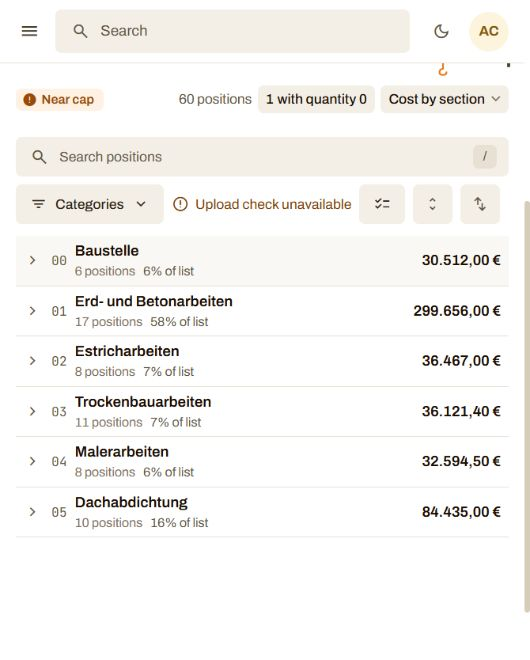 Search
AC
Near cap
60 positions
1 with quantity 0
Cost by section
Search positions
/
Categories
Upload check unavailable
00
Baustelle
6 positions 6% of list
30.512,00 €
01
Erd- und Betonarbeiten
17 positions 58% of list
299.656,00 €
02
Estricharbeiten
8 positions 7% of list
36.467,00 €
03
Trockenbauarbeiten
11 positions 7% of list
36.121,40 €
04
Malerarbeiten
8 positions 6% of list
32.594,50 €
05
Dachabdichtung
10 positions 16% of list
84.435,00 €